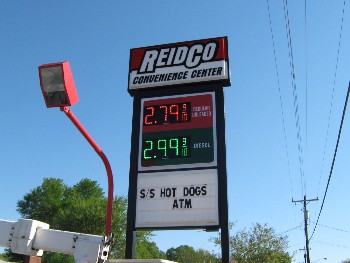 REIDCO
CONVENIENCE CENTER
2.79 9/10 REGULAR UNLEADED
2.99 9/10 DIESEL
S/S HOT DOGS
ATM